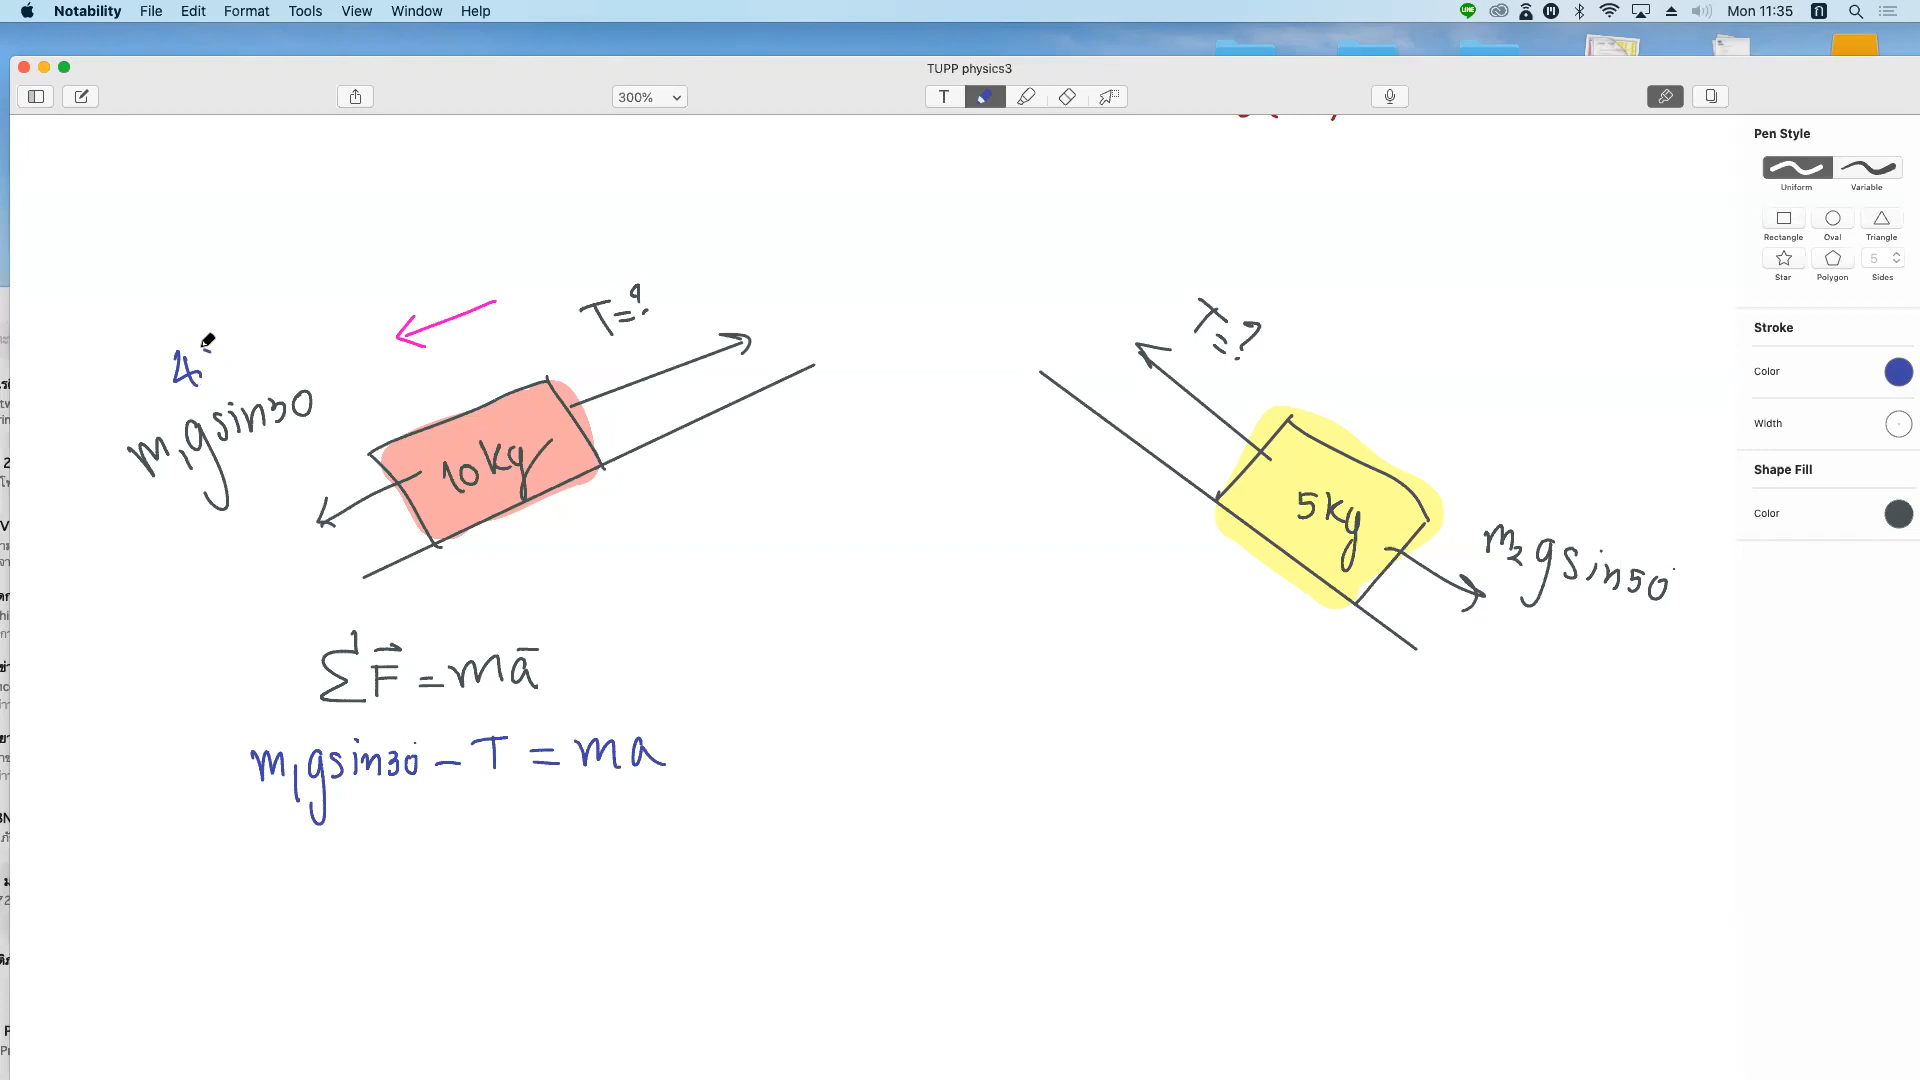 Notability File Edit Format Tools View Window Help
Mon 11:35
TUPP physics3
300%
T
Pen Style
Uniform Variable
Rectangle Oval Triangle
5
Star Polygon Sides
Stroke
Color
Width
Shape Fill
Color
T=?
T=?
4
m₁gsin30
10kg
5kg
m₂gsin50
∑F⃗ = ma̅
m₁gsin30 - T = ma